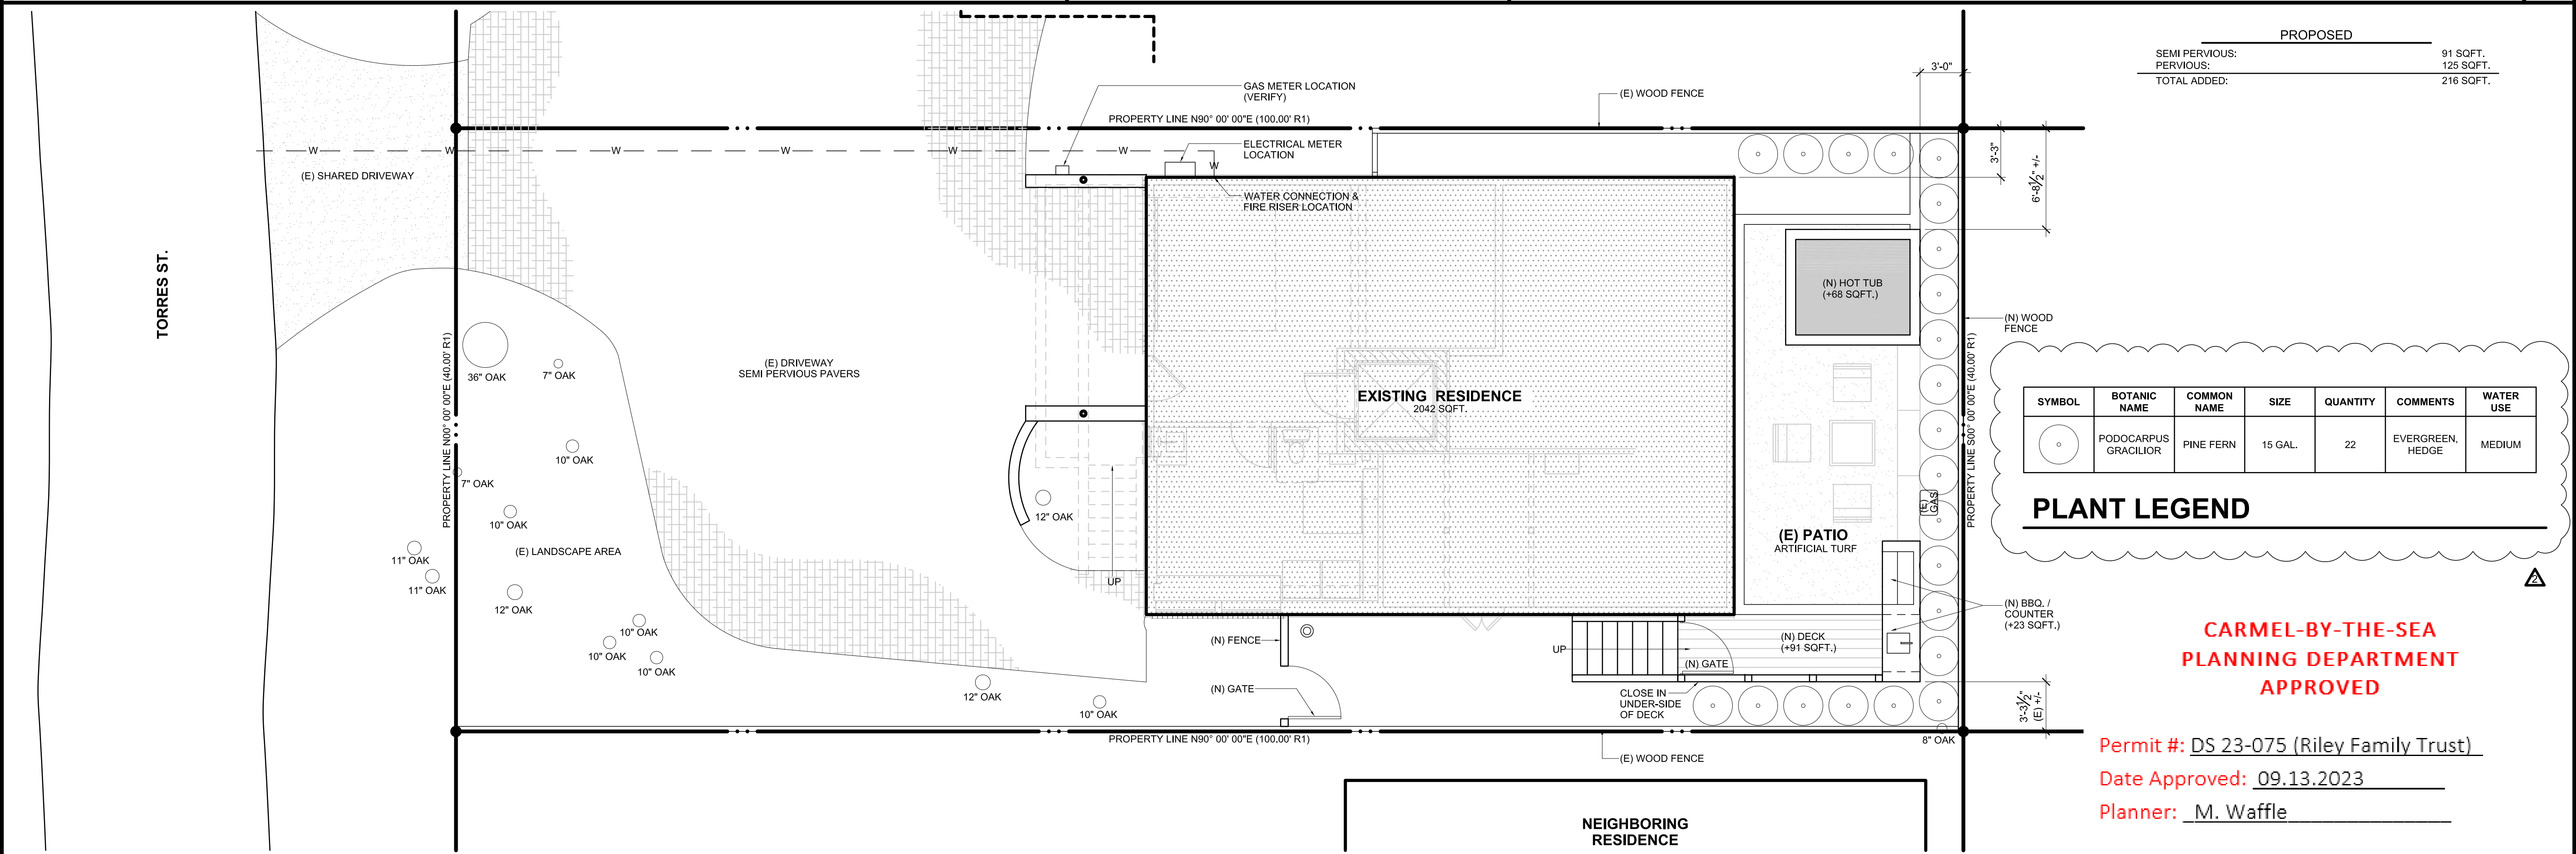 PROPOSED
SEMI PERVIOUS: 91 SQFT.
PERVIOUS: 125 SQFT.
TOTAL ADDED: 216 SQFT.
3'-0"
GAS METER LOCATION
(VERIFY)
(E) WOOD FENCE
PROPERTY LINE N90° 00' 00"E (100.00' R1)
W W W W W W W
ELECTRICAL METER
LOCATION
(E) SHARED DRIVEWAY
WATER CONNECTION &
FIRE RISER LOCATION
3'-3"
6'-8½" +/-
TORRES ST.
(N) HOT TUB
(+68 SQFT.)
(N) WOOD
FENCE
PROPERTY LINE N00° 00' 00"E (40.00' R1)
36" OAK
7" OAK
(E) DRIVEWAY
SEMI PERVIOUS PAVERS
EXISTING RESIDENCE
2042 SQFT.
PROPERTY LINE S00° 00' 00"E (40.00' R1)
SYMBOL BOTANIC NAME COMMON NAME SIZE QUANTITY COMMENTS WATER USE
PODOCARPUS GRACILIOR PINE FERN 15 GAL. 22 EVERGREEN, HEDGE MEDIUM
PLANT LEGEND
10" OAK
7" OAK
10" OAK
12" OAK
(E)
GAS
(E) PATIO
ARTIFICIAL TURF
(E) LANDSCAPE AREA
11" OAK
11" OAK
UP
2
12" OAK
10" OAK
10" OAK
10" OAK
(N) FENCE
UP
(N) DECK
(+91 SQFT.)
(N) GATE
(N) BBQ. /
COUNTER
(+23 SQFT.)
12" OAK
10" OAK
(N) GATE
CLOSE IN
UNDER-SIDE
OF DECK
3'-3½"
(E) +/-
PROPERTY LINE N90° 00' 00"E (100.00' R1)
8" OAK
(E) WOOD FENCE
NEIGHBORING
RESIDENCE
CARMEL-BY-THE-SEA
PLANNING DEPARTMENT
APPROVED
Permit #: DS 23-075 (Riley Family Trust)
Date Approved: 09.13.2023
Planner: M. Waffle